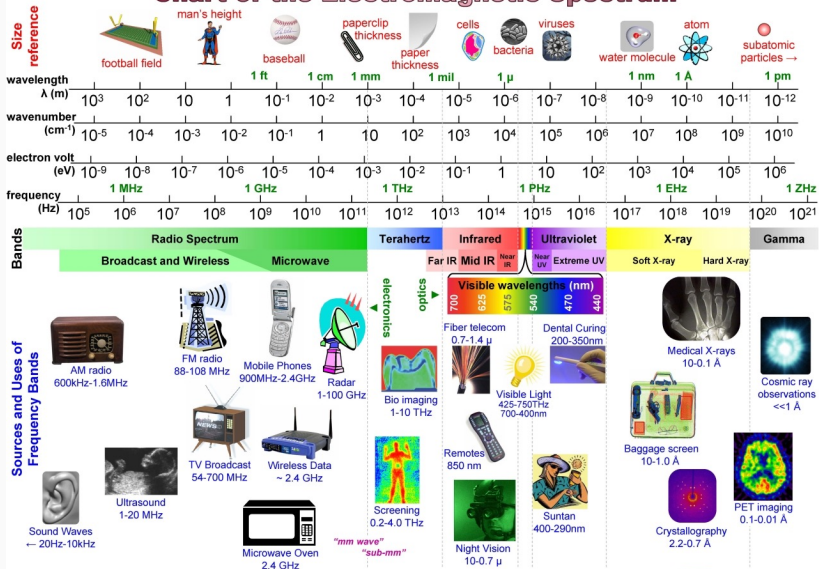 Chart of the Electromagnetic Spectrum
Size reference
football field
man's height
baseball
paperclip thickness
paper thickness
cells
bacteria
viruses
water molecule
atom
subatomic particles →
1 ft 1 cm 1 mm 1 mil 1 µ 1 nm 1 Å 1 pm
wavelength λ (m)
10³ 10² 10 1 10⁻¹ 10⁻² 10⁻³ 10⁻⁴ 10⁻⁵ 10⁻⁶ 10⁻⁷ 10⁻⁸ 10⁻⁹ 10⁻¹⁰ 10⁻¹¹ 10⁻¹²
wavenumber (cm⁻¹)
10⁻⁵ 10⁻⁴ 10⁻³ 10⁻² 10⁻¹ 1 10 10² 10³ 10⁴ 10⁵ 10⁶ 10⁷ 10⁸ 10⁹ 10¹⁰
electron volt (eV)
10⁻⁹ 10⁻⁸ 10⁻⁷ 10⁻⁶ 10⁻⁵ 10⁻⁴ 10⁻³ 10⁻² 10⁻¹ 1 10 10² 10³ 10⁴ 10⁵ 10⁶
1 MHz 1 GHz 1 THz 1 PHz 1 EHz 1 ZHz
frequency (Hz)
10⁵ 10⁶ 10⁷ 10⁸ 10⁹ 10¹⁰ 10¹¹ 10¹² 10¹³ 10¹⁴ 10¹⁵ 10¹⁶ 10¹⁷ 10¹⁸ 10¹⁹ 10²⁰ 10²¹
Bands
Radio Spectrum Terahertz Infrared Ultraviolet X-ray Gamma
Broadcast and Wireless Microwave Far IR Mid IR Near IR Near UV Extreme UV Soft X-ray Hard X-ray
electronics
optics
Visible wavelengths (nm)
700 625 575 540 470 440
Sources and Uses of Frequency Bands
AM radio
600kHz-1.6MHz
FM radio
88-108 MHz
Mobile Phones
900MHz-2.4GHz
Radar
1-100 GHz
Bio imaging
1-10 THz
Fiber telecom
0.7-1.4 µ
Visible Light
425-750THz
700-400nm
Dental Curing
200-350nm
Medical X-rays
10-0.1 Å
Cosmic ray
observations
<<1 Å
NEWS
TV Broadcast
54-700 MHz
Wireless Data
~ 2.4 GHz
Remotes
850 nm
Baggage screen
10-1.0 Å
Sound Waves
← 20Hz-10kHz
Ultrasound
1-20 MHz
Microwave Oven
2.4 GHz
Screening
0.2-4.0 THz
"mm wave"
"sub-mm"
Night Vision
10-0.7 µ
Suntan
400-290nm
Crystallography
2.2-0.7 Å
PET imaging
0.1-0.01 Å